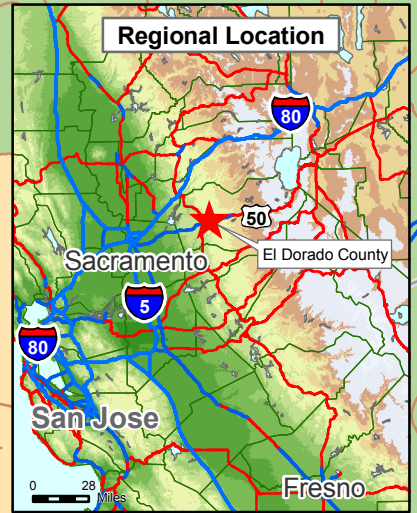 Regional Location
80
50
El Dorado County
Sacramento
5
80
San Jose
Fresno
0 28
Miles